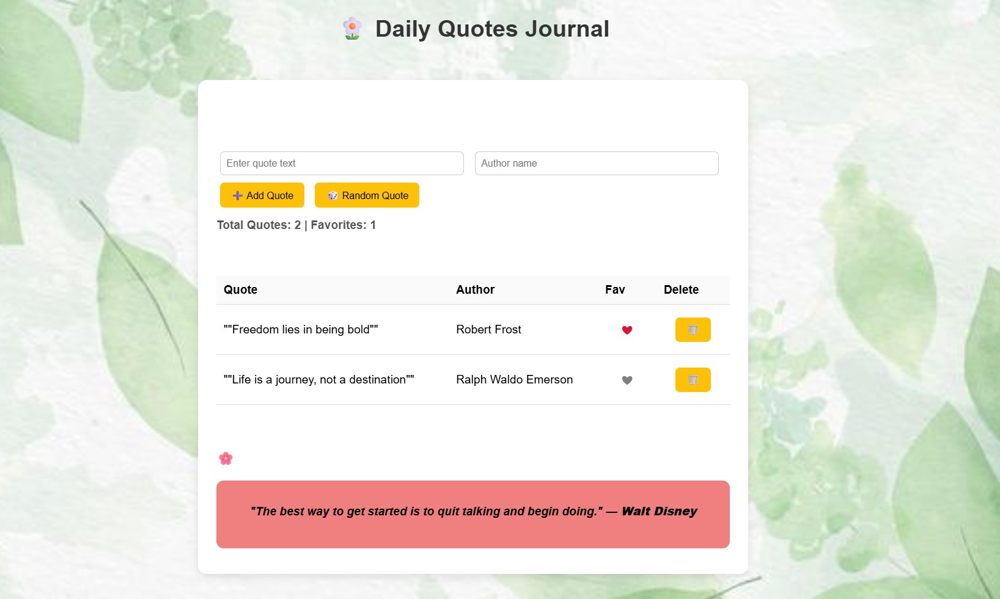 Daily Quotes Journal
Enter quote text
Author name
Add Quote
Random Quote
Total Quotes: 2 | Favorites: 1
Quote Author Fav Delete
""Freedom lies in being bold"" Robert Frost
""Life is a journey, not a destination"" Ralph Waldo Emerson
"The best way to get started is to quit talking and begin doing." — Walt Disney